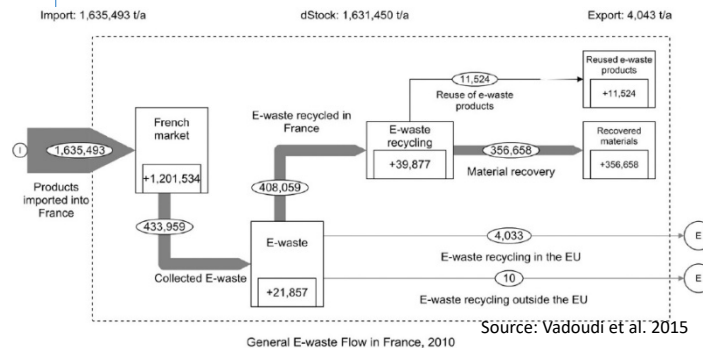 Import: 1,635,493 t/a
dStock: 1,631,450 t/a
Export: 4,043 t/a
Reused e-waste
products
+11,524
11,524
Reuse of e-waste
products
French
market
+1,201,534
E-waste recycled in
France
E-waste
recycling
+39,877
Recovered
materials
+356,658
I
1,635,493
356,658
Material recovery
Products
imported into
France
408,059
433,959
Collected E-waste
E-waste
+21,857
4,033
E
E-waste recycling in the EU
10
E
E-waste recycling outside the EU
Source: Vadoudi et al. 2015
General E-waste Flow in France, 2010